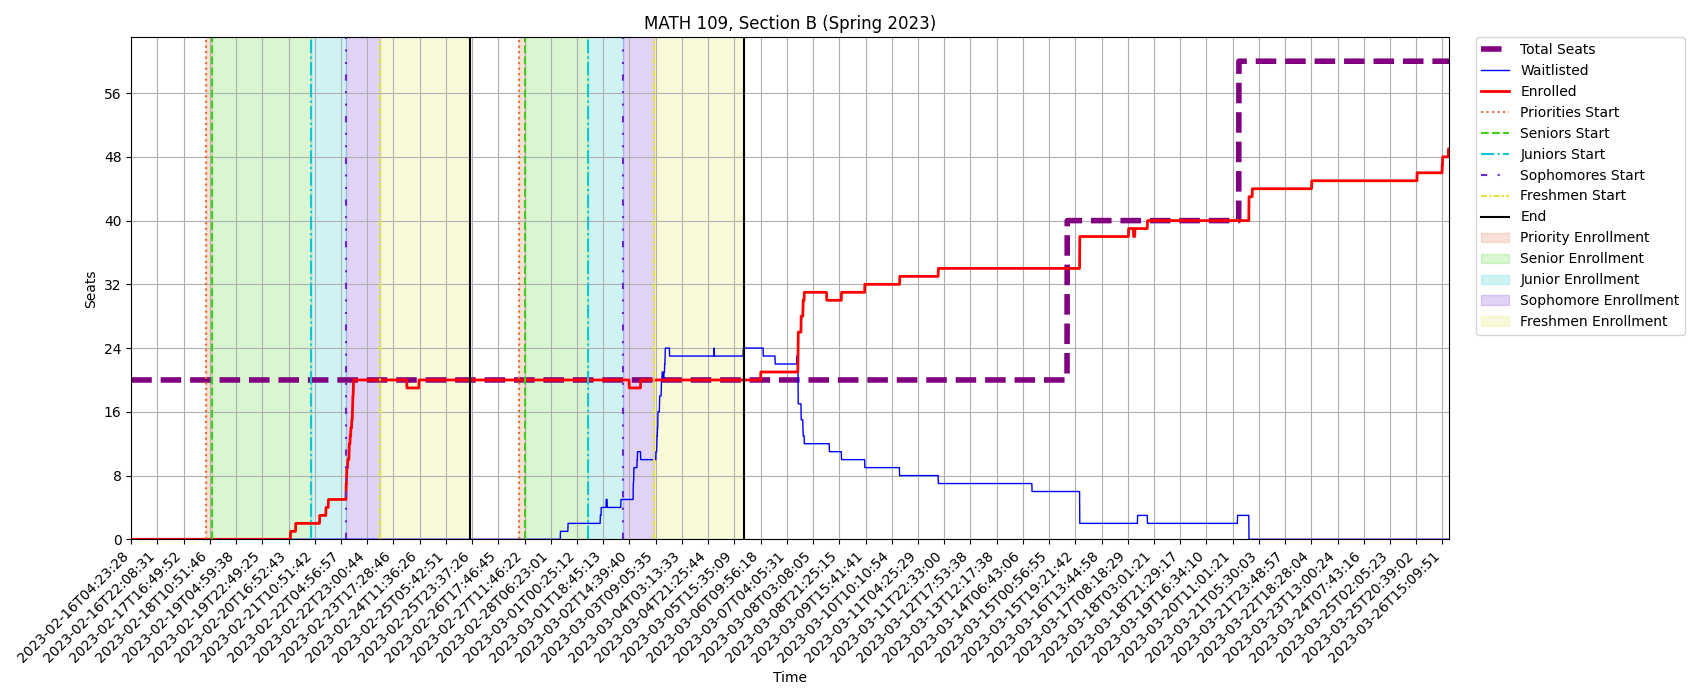 MATH 109, Section B (Spring 2023)
Total Seats
Waitlisted
Enrolled
Priorities Start
Seniors Start
Juniors Start
Sophomores Start
Freshmen Start
End
Priority Enrollment
Senior Enrollment
Junior Enrollment
Sophomore Enrollment
Freshmen Enrollment
Seats
56
48
40
32
24
16
8
0
2023-02-16T04:23:28
2023-02-16T22:08:31
2023-02-17T16:49:52
2023-02-18T10:51:46
2023-02-19T04:59:38
2023-02-19T22:49:25
2023-02-20T16:52:43
2023-02-21T10:51:42
2023-02-22T04:56:57
2023-02-22T23:00:44
2023-02-23T17:28:46
2023-02-24T11:36:26
2023-02-25T05:42:51
2023-02-25T23:37:26
2023-02-26T17:46:45
2023-02-27T11:46:22
2023-02-28T06:23:01
2023-03-01T00:25:12
2023-03-01T18:45:13
2023-03-02T14:39:40
2023-03-03T09:05:35
2023-03-04T03:13:33
2023-03-04T21:25:44
2023-03-05T15:35:09
2023-03-06T09:56:18
2023-03-07T04:05:31
2023-03-08T03:08:05
2023-03-08T21:25:15
2023-03-09T15:41:41
2023-03-10T10:10:54
2023-03-11T04:25:29
2023-03-11T22:33:00
2023-03-12T17:53:38
2023-03-13T12:17:38
2023-03-14T06:43:06
2023-03-15T00:56:55
2023-03-15T19:21:42
2023-03-16T13:44:58
2023-03-17T08:18:29
2023-03-18T03:01:21
2023-03-18T21:29:17
2023-03-19T16:34:10
2023-03-20T11:01:21
2023-03-21T05:30:03
2023-03-21T23:48:57
2023-03-22T18:28:04
2023-03-23T13:00:24
2023-03-24T07:43:16
2023-03-25T02:05:23
2023-03-25T20:39:02
2023-03-26T15:09:51
Time